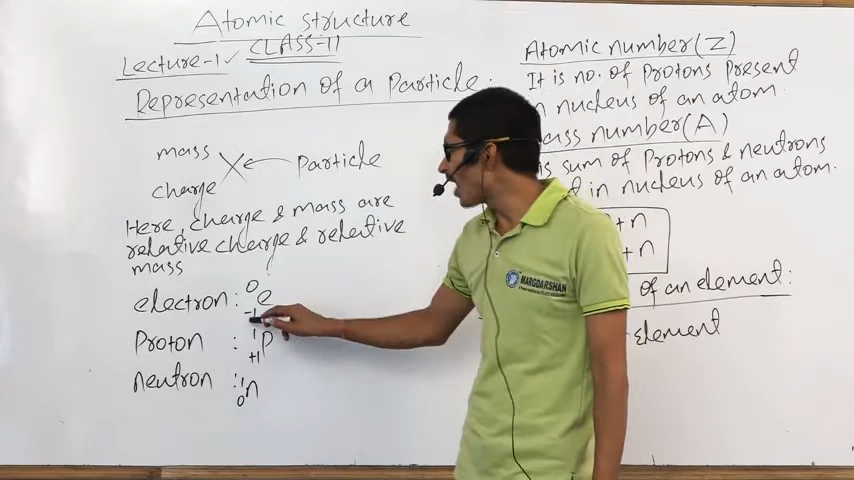 Atomic structure
Lecture-1✓ CLASS-11
Representation of a Particle.
mass
charge
X ← Particle
Here, charge & mass are
relative charge & relative
mass
electron: 0 e -1
Proton : 1 p +1
neutron : 1 n 0
Atomic number(Z)
It is no. of Protons present
in nucleus of an atom.
mass number(A)
is sum of Protons & neutrons
in nucleus of an atom.
+n
+n
of an element:
element
MARGDARSHAN